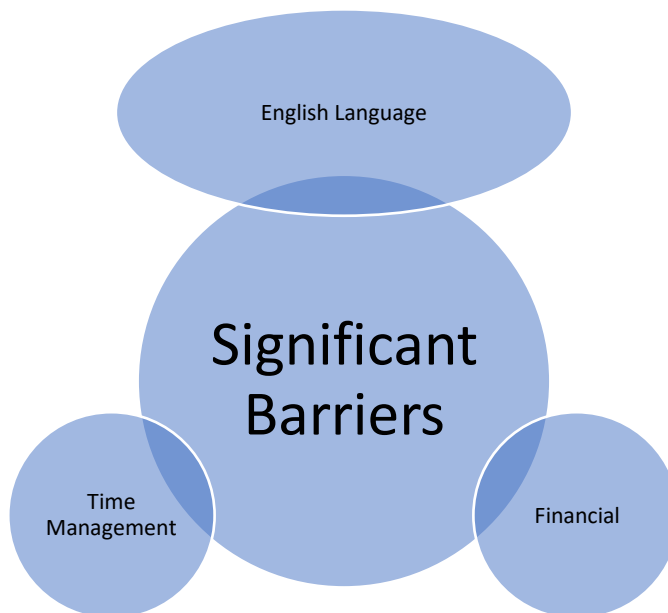 English Language
Significant
Barriers
Time
Management
Financial